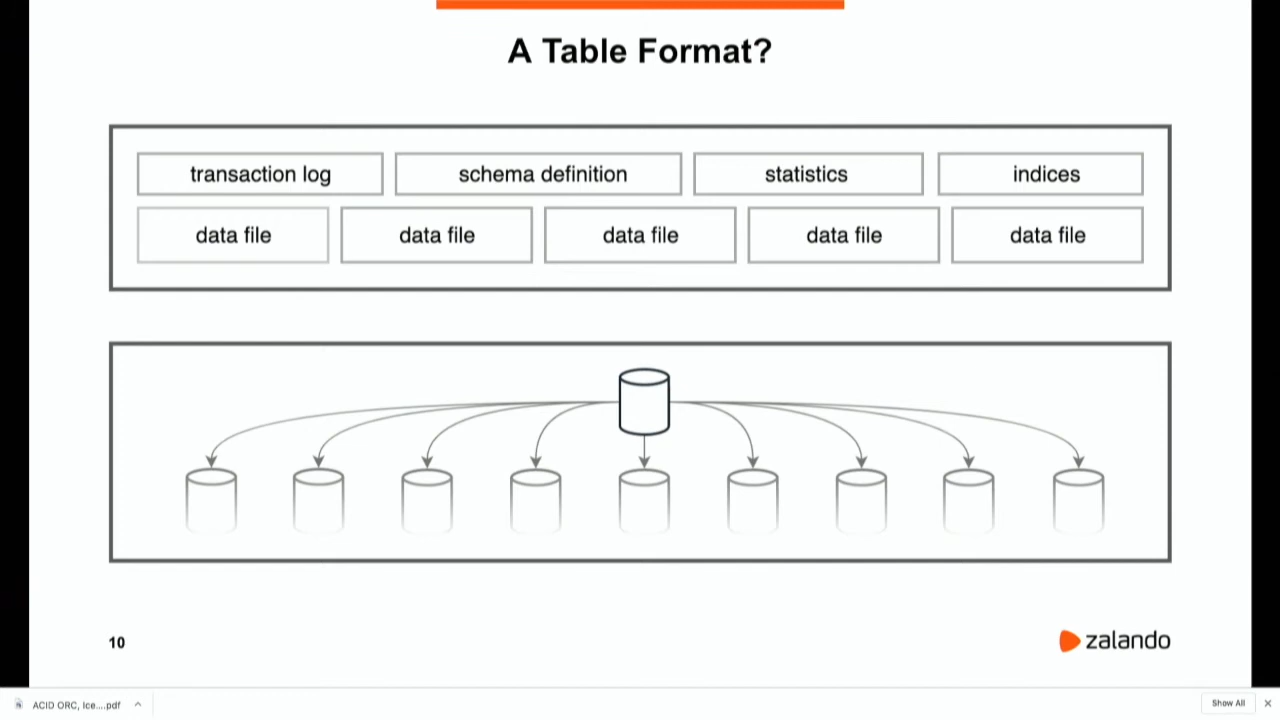 A Table Format?
transaction log
schema definition
statistics
indices
data file
data file
data file
data file
data file
10
zalando
ACID ORC, Ice....pdf
Show All